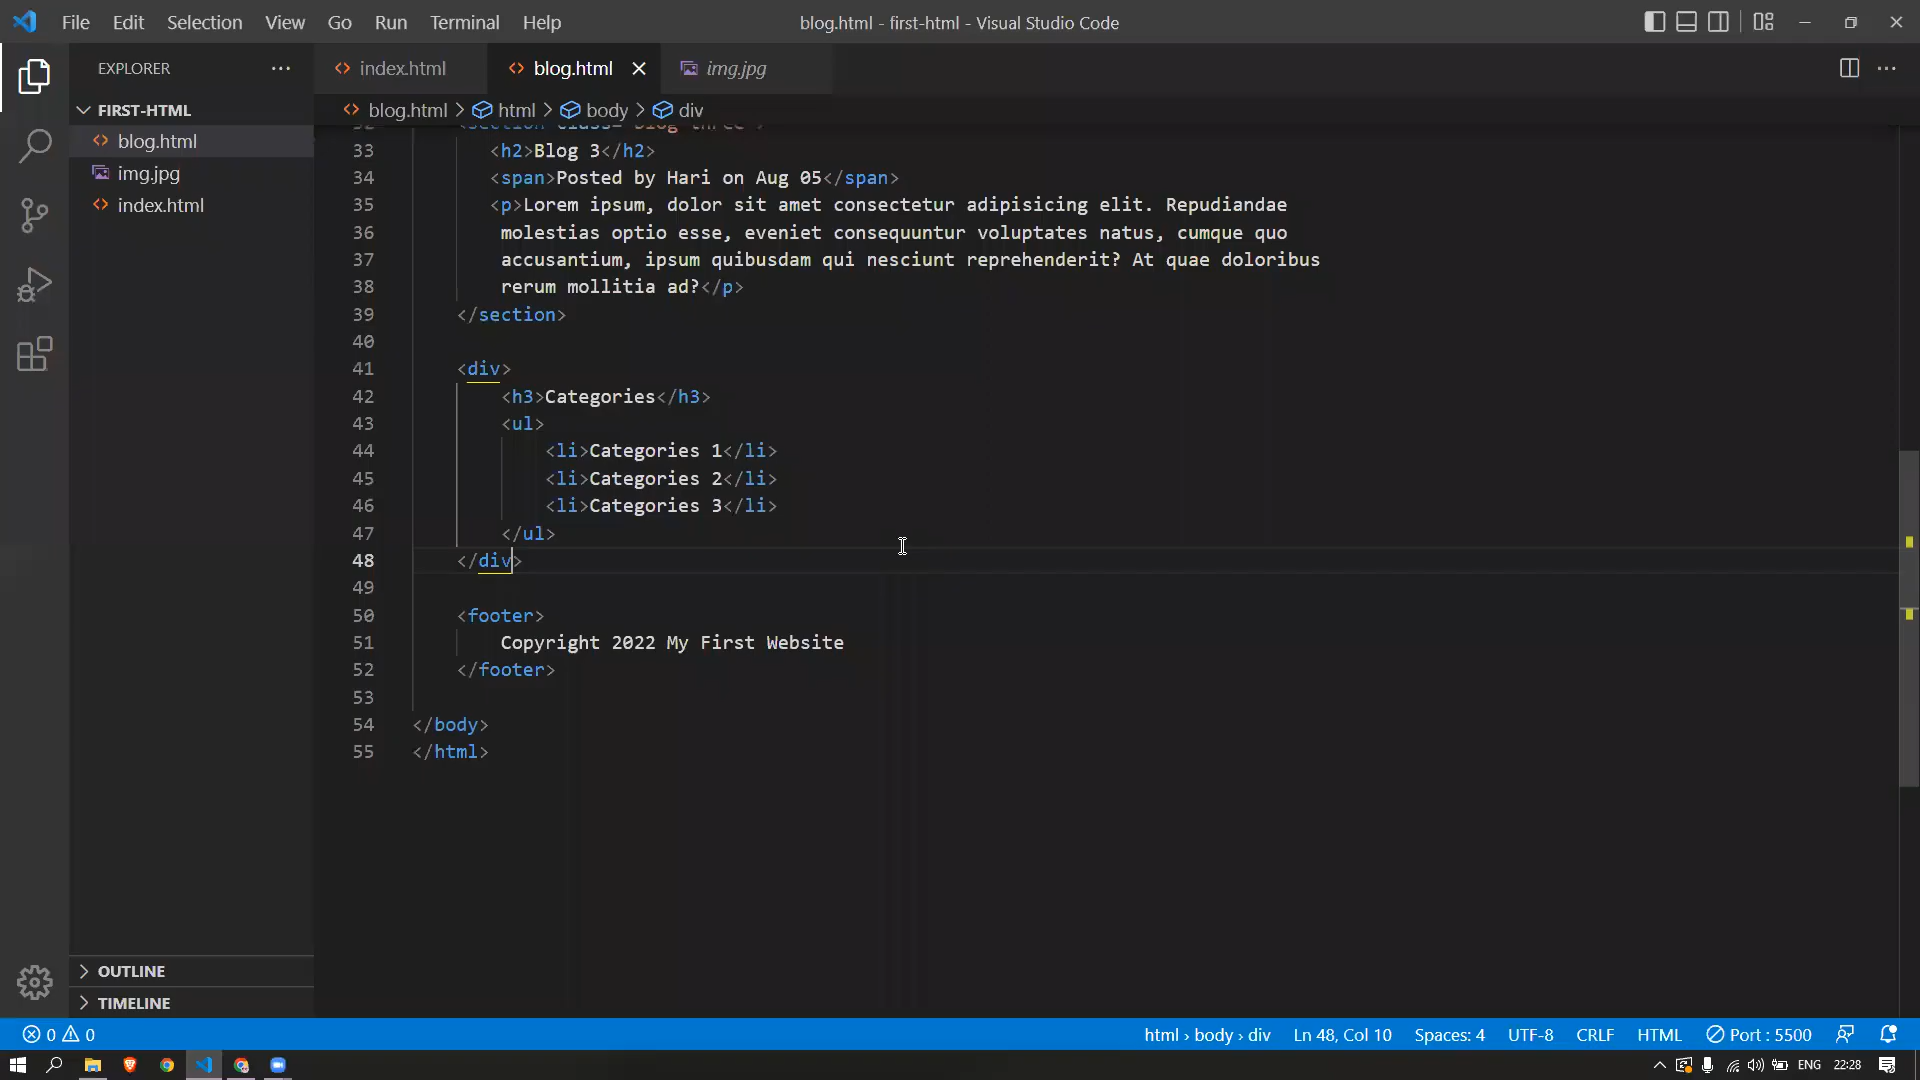 File Edit Selection View Go Run Terminal Help
blog.html - first-html - Visual Studio Code
EXPLORER
index.html
blog.html
img.jpg
FIRST-HTML
blog.html
img.jpg
index.html
blog.html > html > body > div
32 <section class="blog-three">
33 <h2>Blog 3</h2>
34 <span>Posted by Hari on Aug 05</span>
35 <p>Lorem ipsum, dolor sit amet consectetur adipisicing elit. Repudiandae
36 molestias optio esse, eveniet consequuntur voluptates natus, cumque quo
37 accusantium, ipsum quibusdam qui nesciunt reprehenderit? At quae doloribus
38 rerum mollitia ad?</p>
39 </section>
40
41 <div>
42 <h3>Categories</h3>
43 <ul>
44 <li>Categories 1</li>
45 <li>Categories 2</li>
46 <li>Categories 3</li>
47 </ul>
48 </div>
49
50 <footer>
51 Copyright 2022 My First Website
52 </footer>
53
54 </body>
55 </html>
OUTLINE
TIMELINE
0 0
html › body › div
Ln 48, Col 10
Spaces: 4
UTF-8
CRLF
HTML
Port : 5500
ENG
22:28